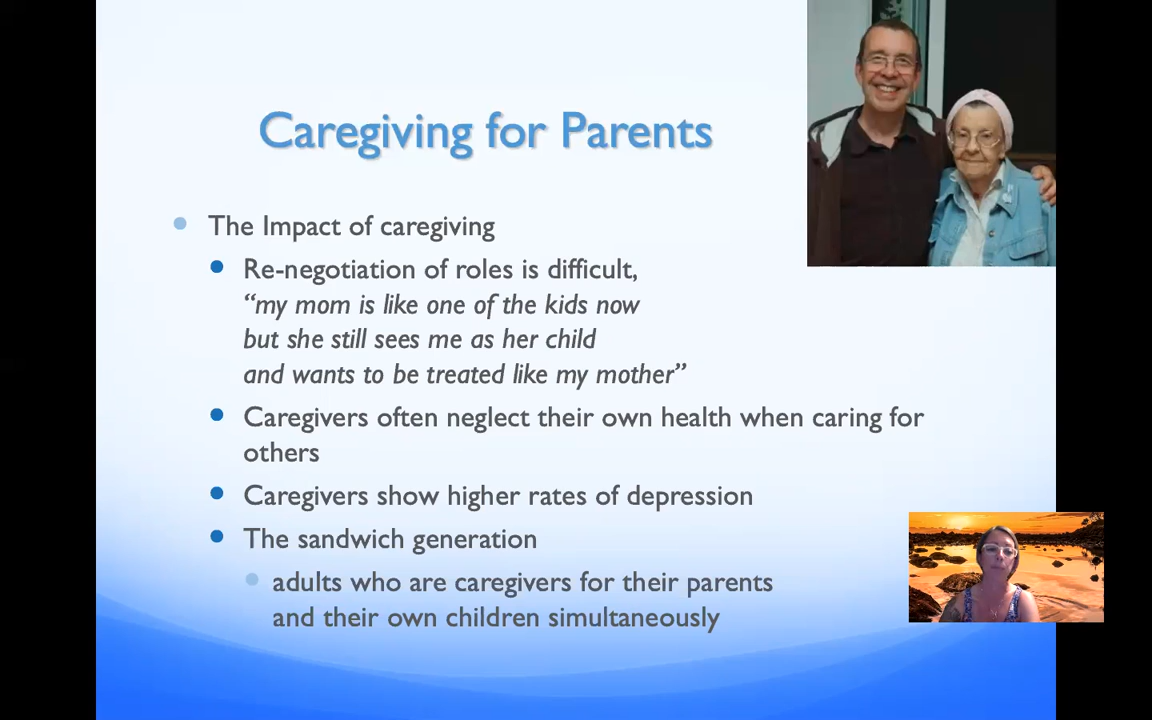 Caregiving for Parents
The Impact of caregiving
Re-negotiation of roles is difficult,
“my mom is like one of the kids now
but she still sees me as her child
and wants to be treated like my mother”
Caregivers often neglect their own health when caring for
others
Caregivers show higher rates of depression
The sandwich generation
adults who are caregivers for their parents
and their own children simultaneously